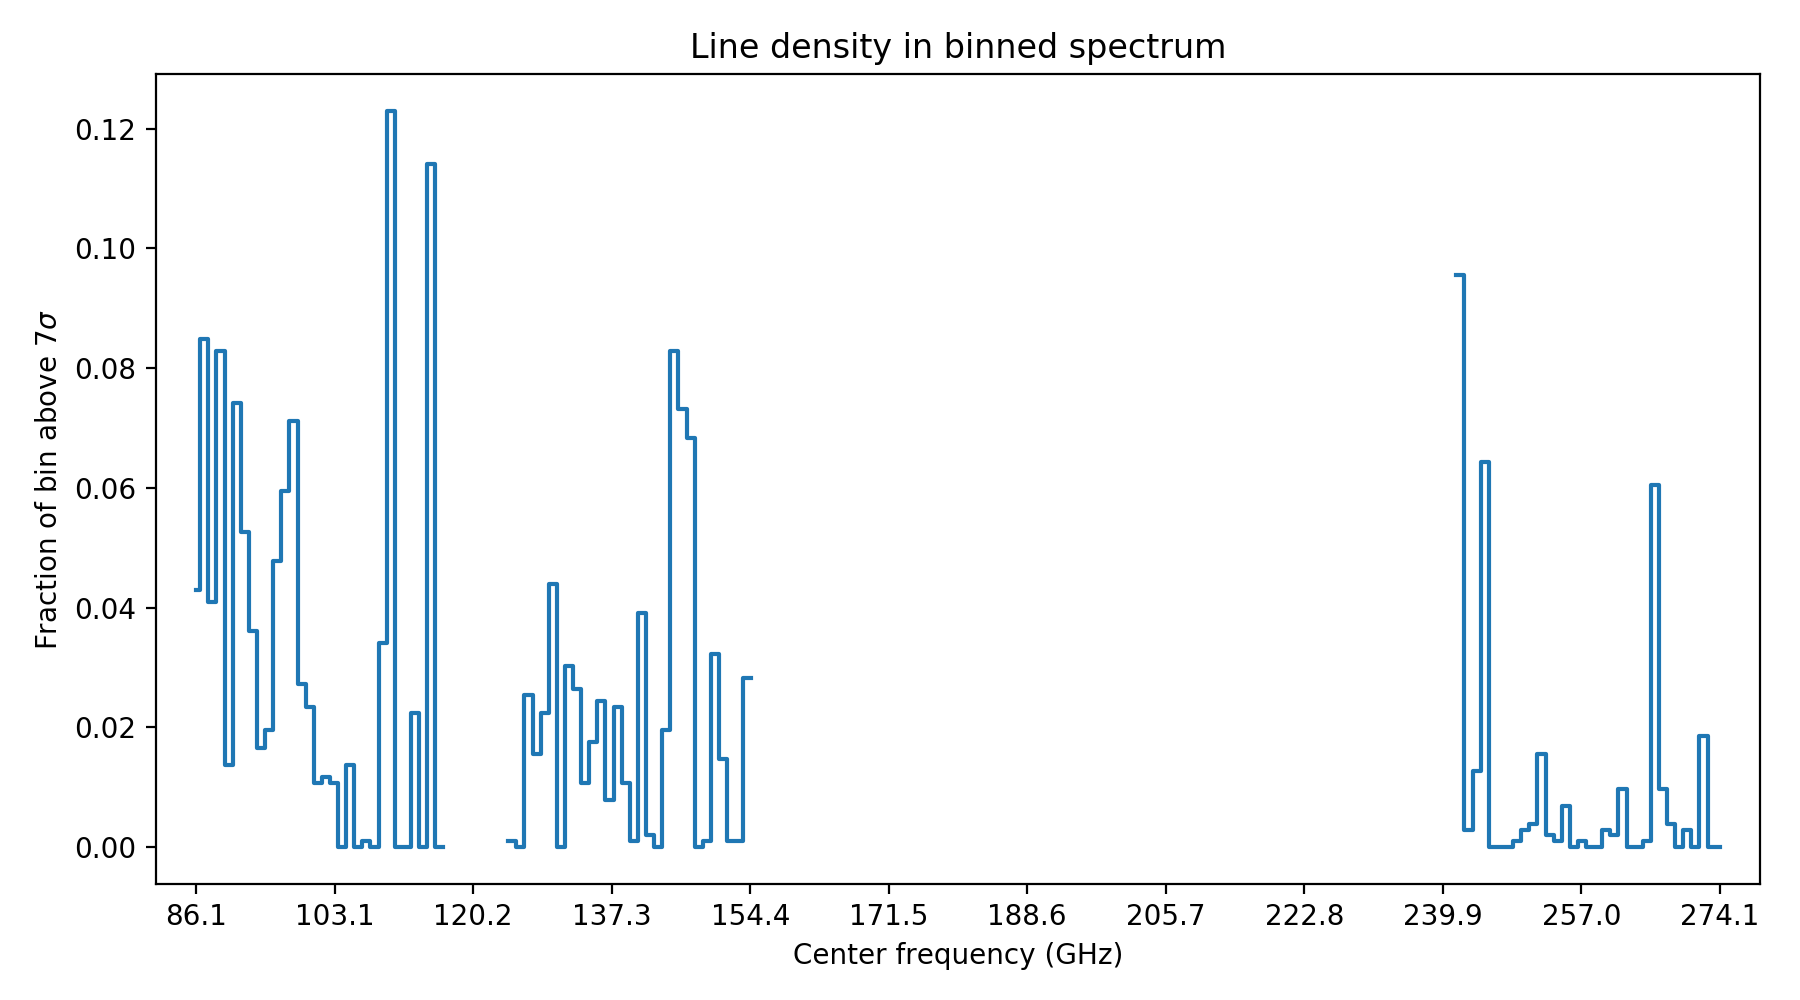 Line density in binned spectrum
Fraction of bin above 7σ
0.12
0.10
0.08
0.06
0.04
0.02
0.00
86.1 103.1 120.2 137.3 154.4 171.5 188.6 205.7 222.8 239.9 257.0 274.1
Center frequency (GHz)